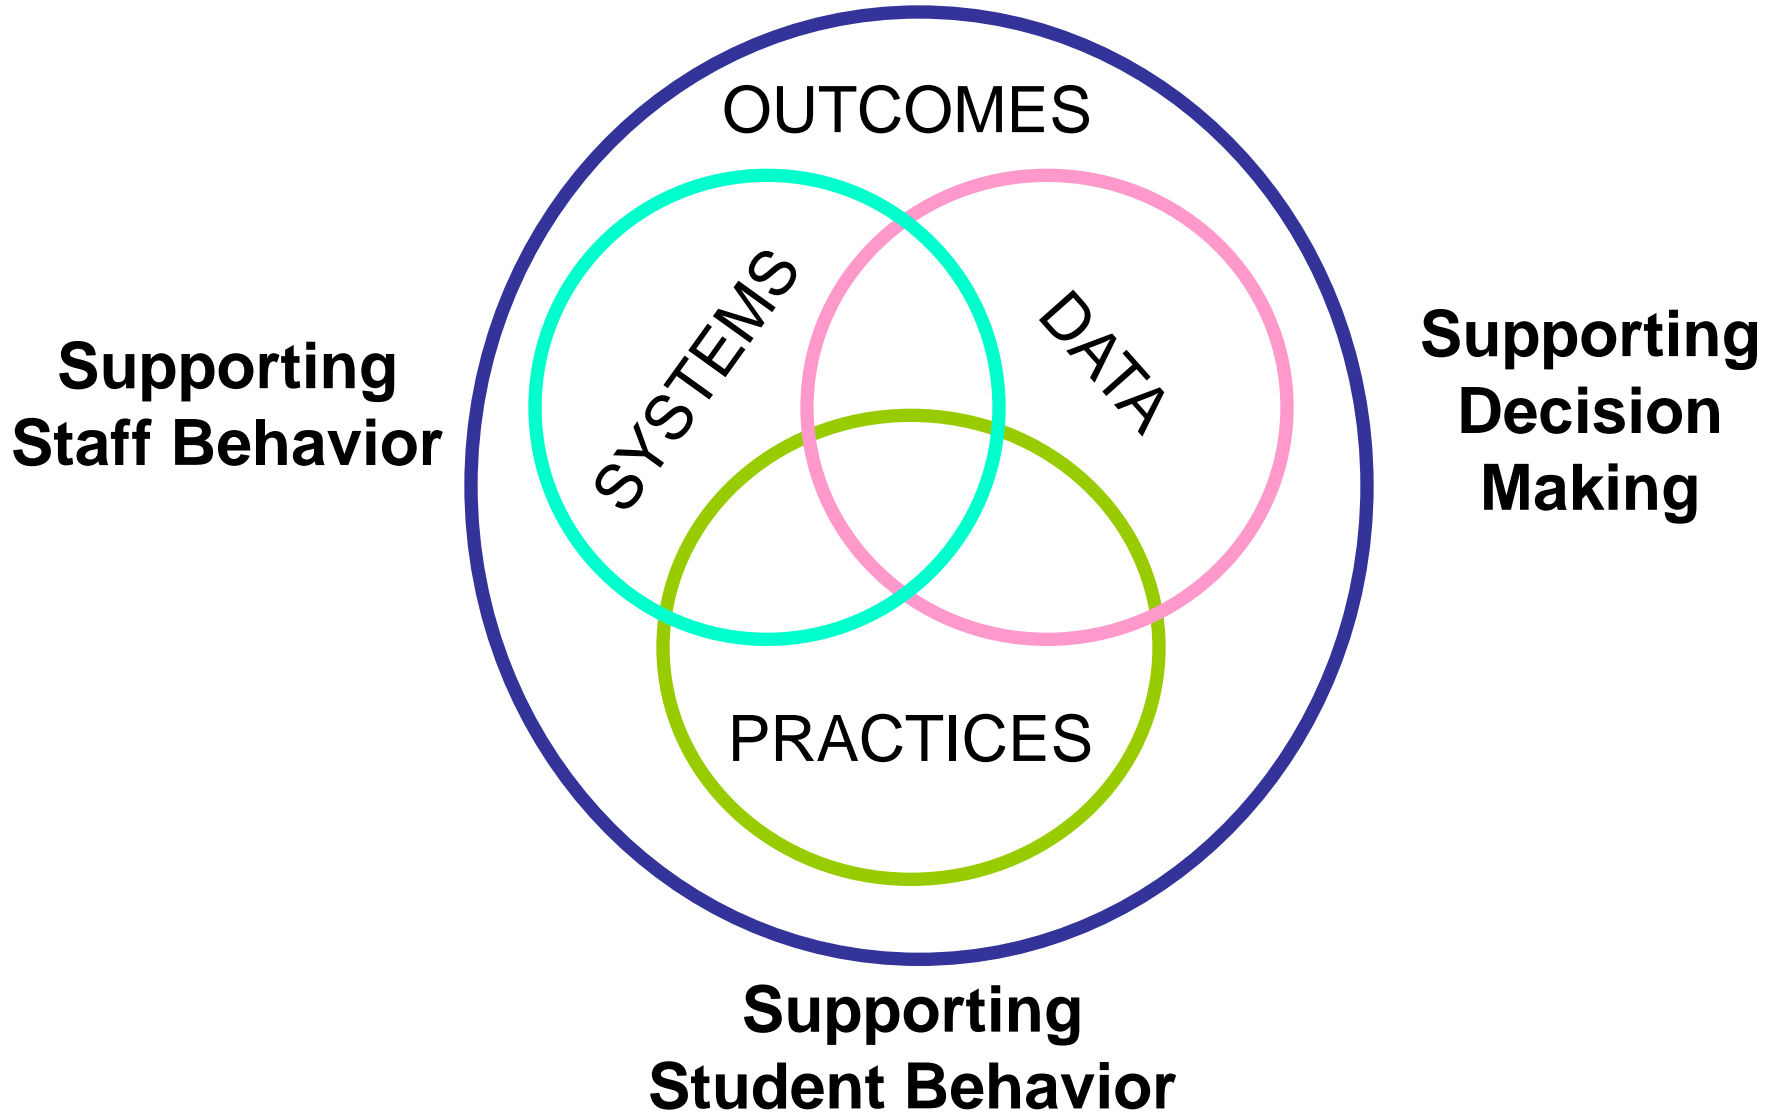 OUTCOMES
SYSTEMS
DATA
Supporting
Staff Behavior
Supporting
Decision
Making
PRACTICES
Supporting
Student Behavior